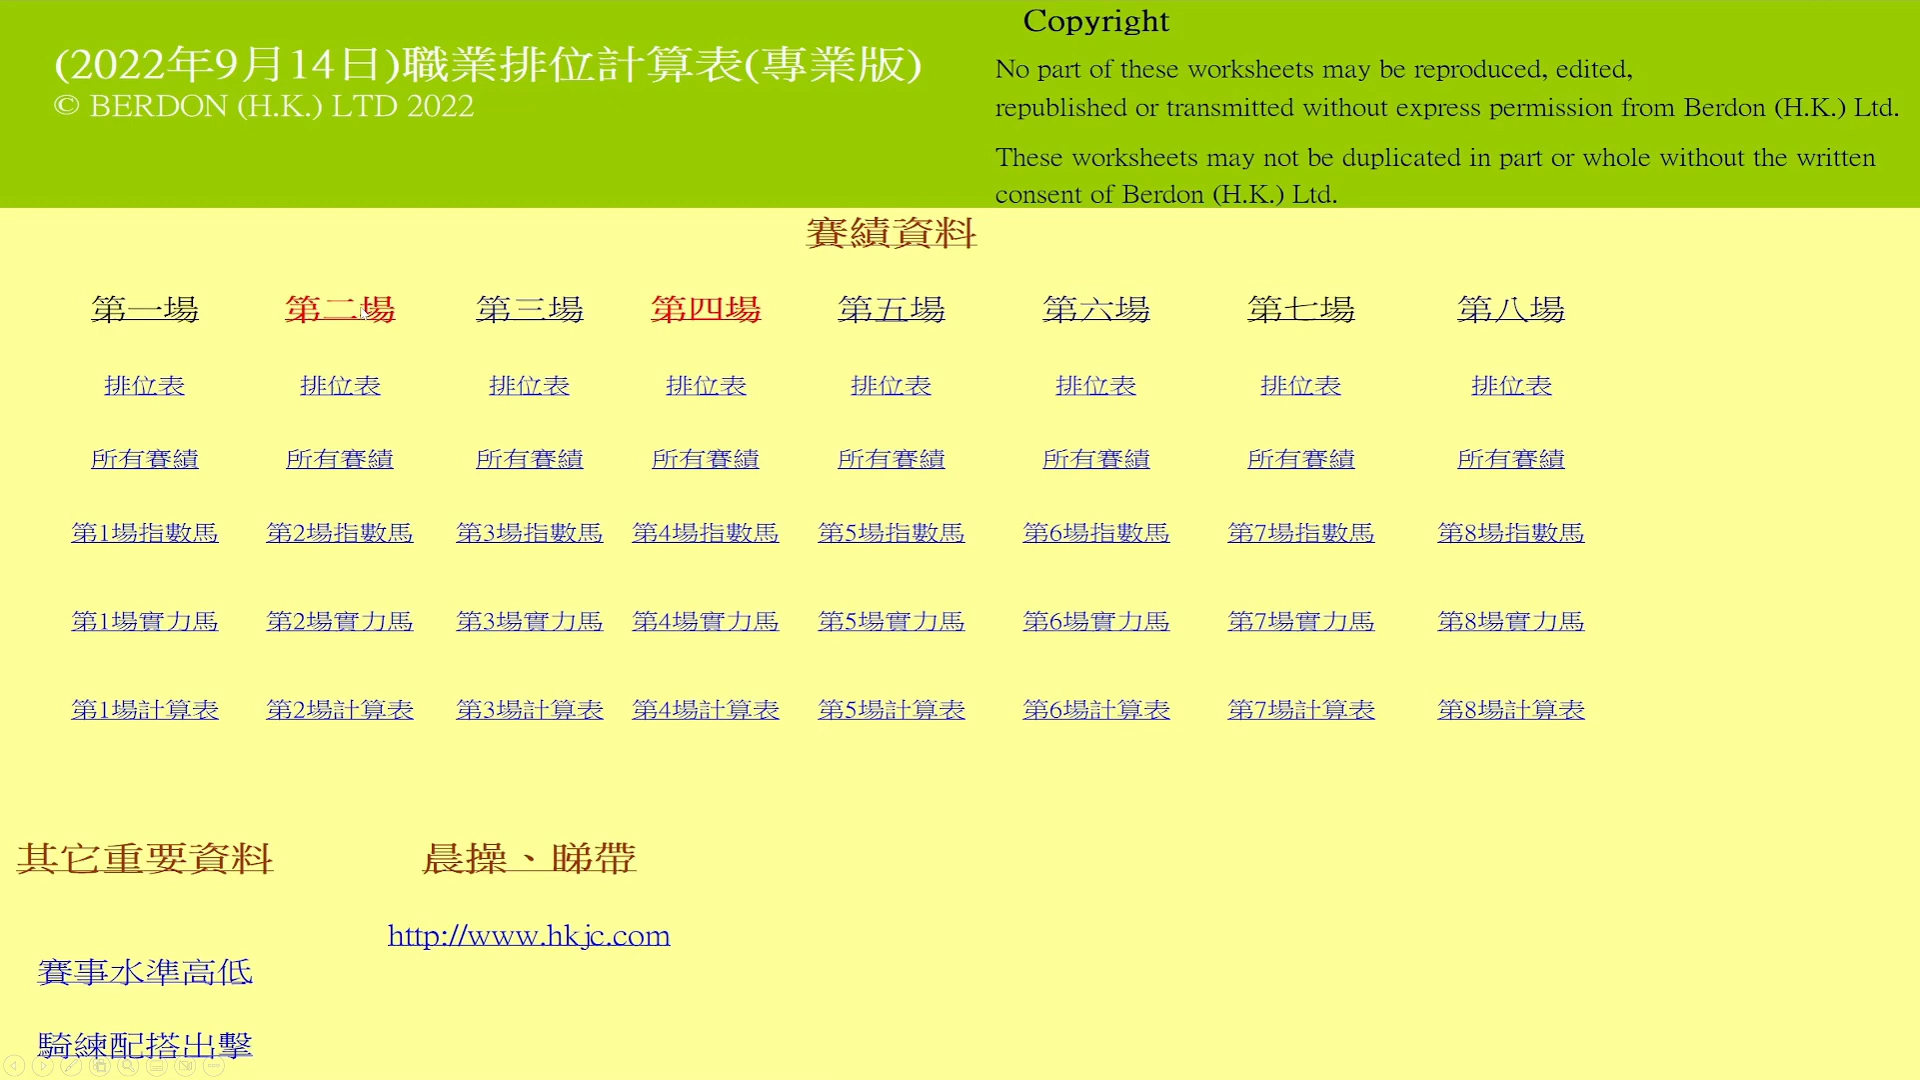 (2022年9月14日)職業排位計算表(專業版)
© BERDON (H.K.) LTD 2022
Copyright
No part of these worksheets may be reproduced, edited,
republished or transmitted without express permission from Berdon (H.K.) Ltd.
These worksheets may not be duplicated in part or whole without the written
consent of Berdon (H.K.) Ltd.
賽績資料
第一場 第二場 第三場 第四場 第五場 第六場 第七場 第八場
排位表 排位表 排位表 排位表 排位表 排位表 排位表 排位表
所有賽績 所有賽績 所有賽績 所有賽績 所有賽績 所有賽績 所有賽績 所有賽績
第1場指數馬 第2場指數馬 第3場指數馬 第4場指數馬 第5場指數馬 第6場指數馬 第7場指數馬 第8場指數馬
第1場實力馬 第2場實力馬 第3場實力馬 第4場實力馬 第5場實力馬 第6場實力馬 第7場實力馬 第8場實力馬
第1場計算表 第2場計算表 第3場計算表 第4場計算表 第5場計算表 第6場計算表 第7場計算表 第8場計算表
其它重要資料 晨操、睇帶
http://www.hkjc.com
賽事水準高低
騎練配搭出擊